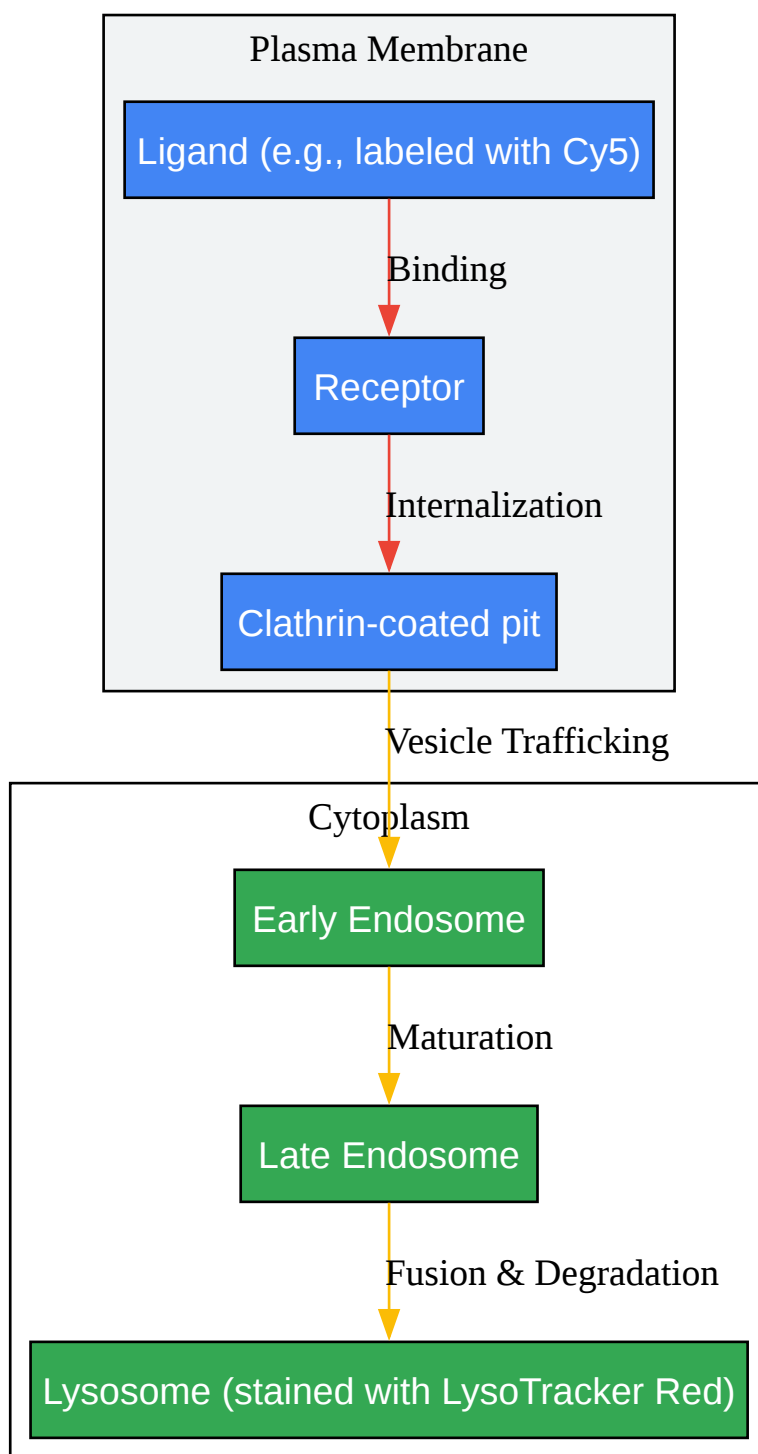 Plasma Membrane
Ligand (e.g., labeled with Cy5)
Binding
Receptor
Internalization
Clathrin-coated pit
Vesicle Trafficking
Cytoplasm
Early Endosome
Maturation
Late Endosome
Fusion & Degradation
Lysosome (stained with LysoTracker Red)